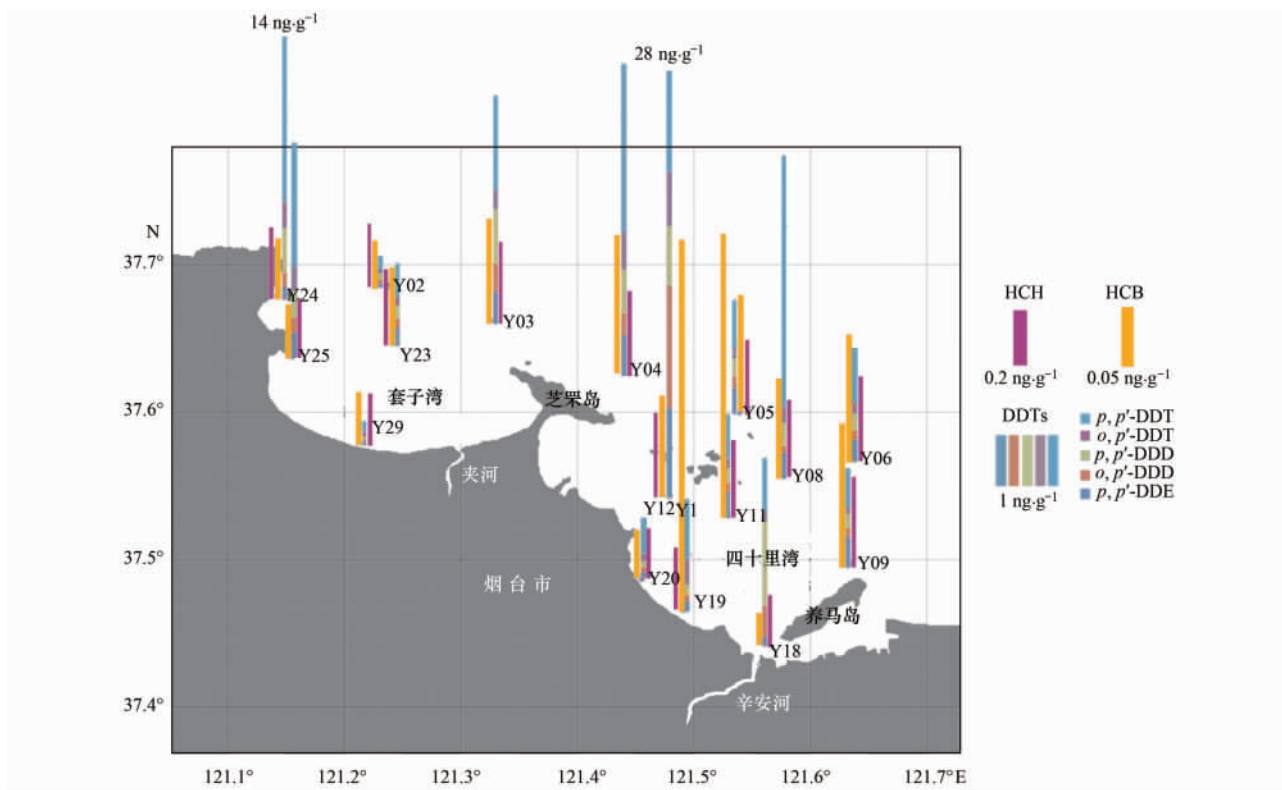 14 ng·g⁻¹
28 ng·g⁻¹
N
37.7°
37.6°
37.5°
37.4°
121.1°
121.2°
121.3°
121.4°
121.5°
121.6°
121.7°E
Y24
Y25
Y02
Y23
Y29
Y03
Y04
Y05
Y08
Y06
Y12
Y1
Y11
Y09
Y20
Y19
Y18
套子湾
芝罘岛
夹河
烟台市
四十里湾
养马岛
辛安河
HCH
0.2 ng·g⁻¹
HCB
0.05 ng·g⁻¹
DDTs
1 ng·g⁻¹
p, p′-DDT
o, p′-DDT
p, p′-DDD
o, p′-DDD
p, p′-DDE